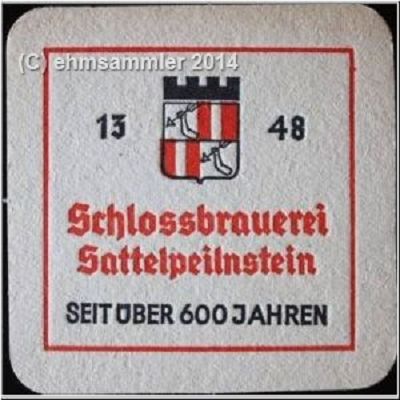 (C) ehmsammler 2014
13 48
Schlossbrauerei
Sattelpeilnstein
SEIT ÜBER 600 JAHREN